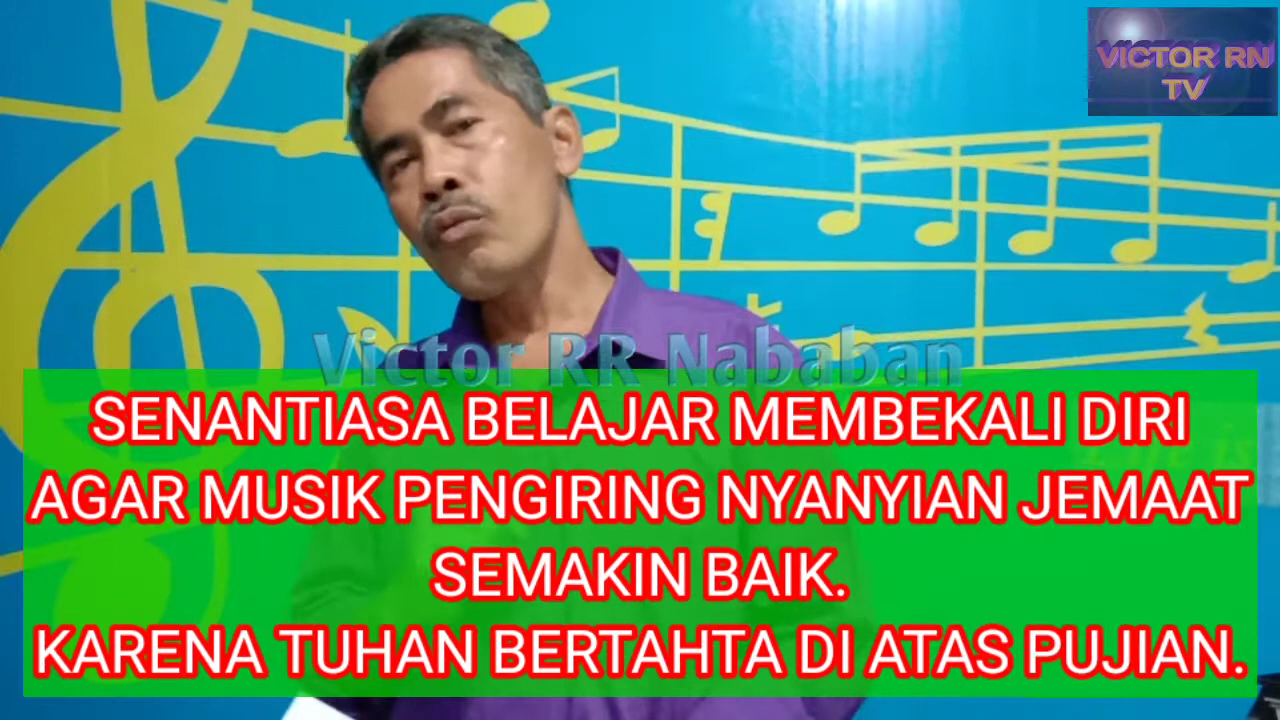 VICTOR RN
TV
Victor RR Nababan
SENANTIASA BELAJAR MEMBEKALI DIRI
AGAR MUSIK PENGIRING NYANYIAN JEMAAT
SEMAKIN BAIK.
KARENA TUHAN BERTAHTA DI ATAS PUJIAN.